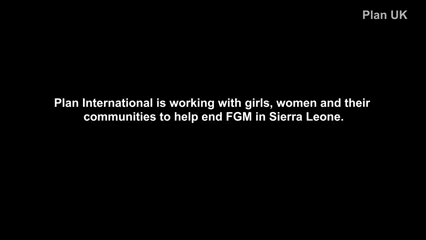 Plan UK
Plan International is working with girls, women and their
communities to help end FGM in Sierra Leone.